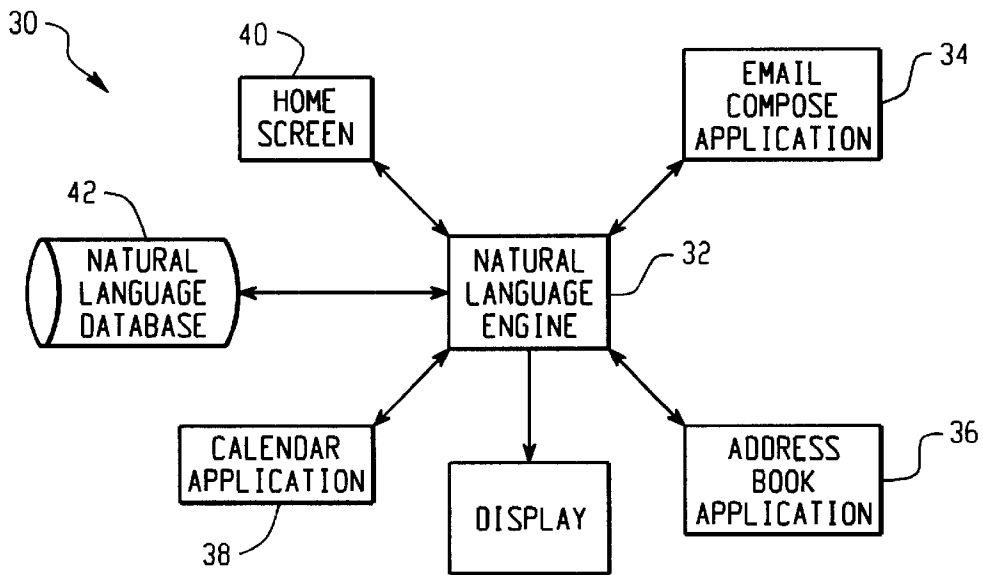 30
40
HOME
SCREEN
34
EMAIL
COMPOSE
APPLICATION
42
NATURAL
LANGUAGE
DATABASE
32
NATURAL
LANGUAGE
ENGINE
CALENDAR
APPLICATION
38
DISPLAY
36
ADDRESS
BOOK
APPLICATION